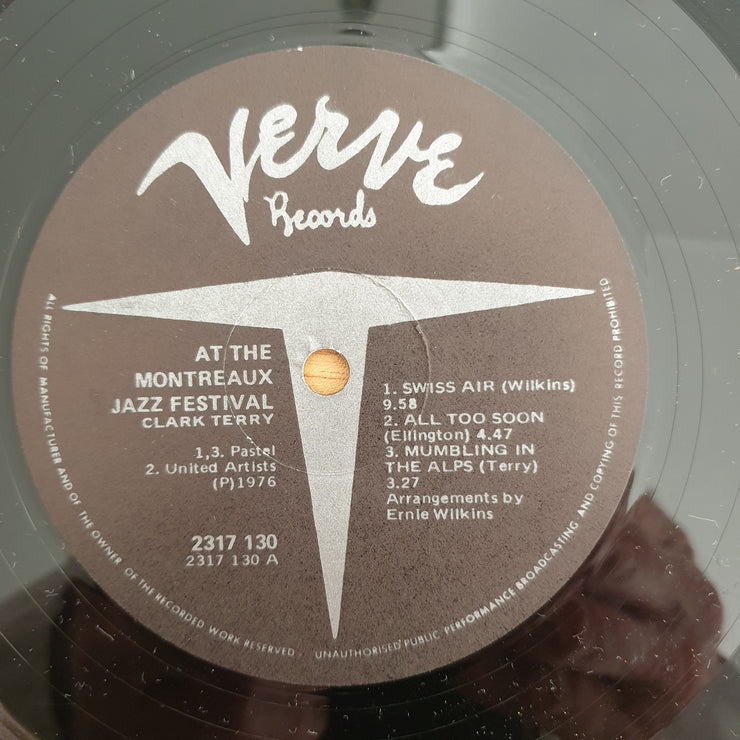 Verve
Records
AT THE
MONTREAUX
JAZZ FESTIVAL
CLARK TERRY
1,3. Pastel
2. United Artists
(P)1976
2317 130
2317 130 A
1. SWISS AIR (Wilkins)
9.58
2. ALL TOO SOON
(Ellington) 4.47
3. MUMBLING IN
THE ALPS (Terry)
3.27
Arrangements by
Ernie Wilkins
ALL RIGHTS OF MANUFACTURER AND OF THE OWNER OF THE RECORDED WORK RESERVED · UNAUTHORISED PUBLIC PERFORMANCE BROADCASTING AND COPYING OF THIS RECORD PROHIBITED